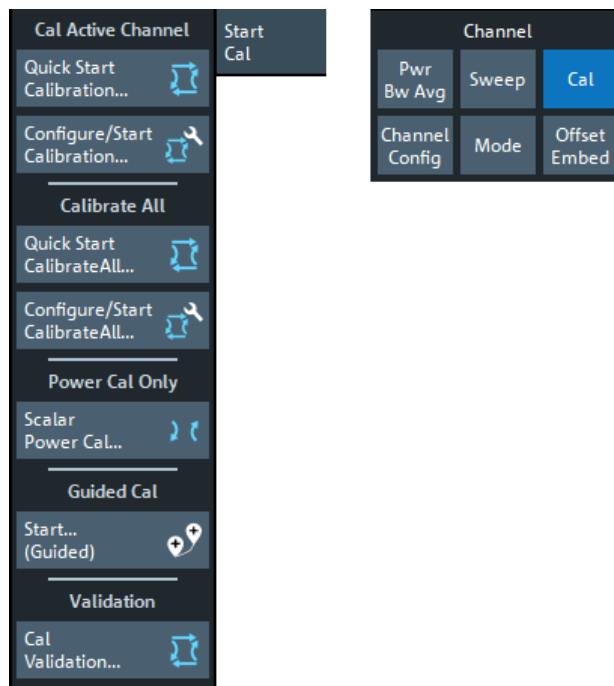 Cal Active Channel
Quick Start
Calibration...
Configure/Start
Calibration...
Calibrate All
Quick Start
CalibrateAll...
Configure/Start
CalibrateAll...
Power Cal Only
Scalar
Power Cal...
Guided Cal
Start...
(Guided)
Validation
Cal
Validation...
Start
Cal
Channel
Pwr
Bw Avg
Sweep
Cal
Channel
Config
Mode
Offset
Embed